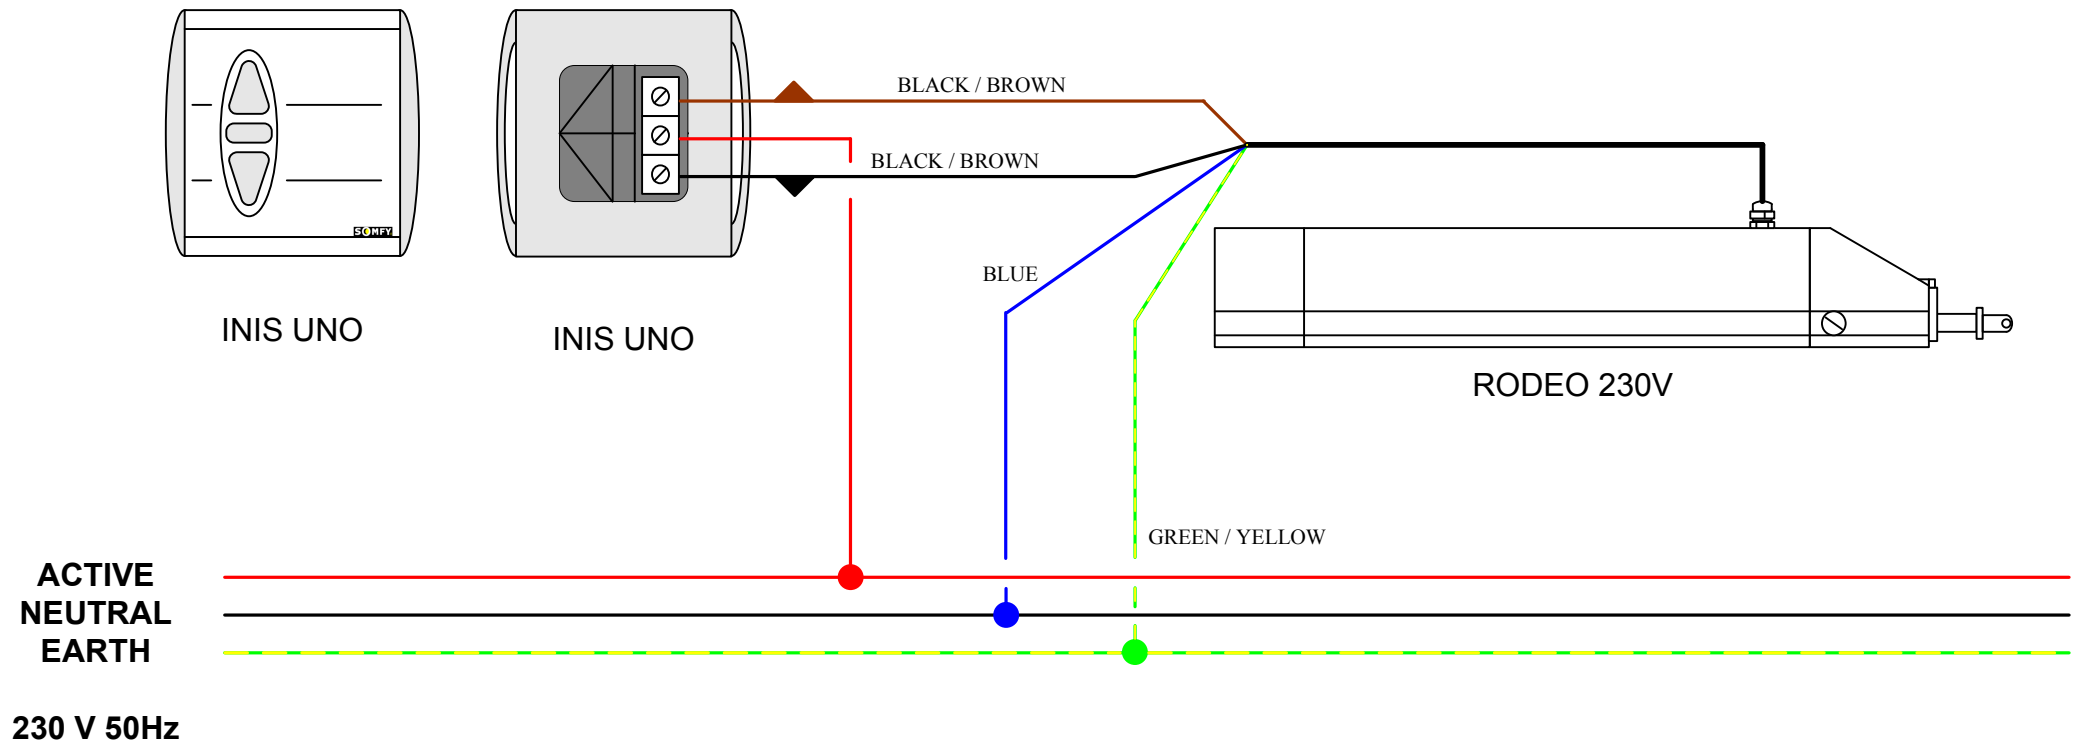 BLACK / BROWN
BLACK / BROWN
SOMFY
BLUE
INIS UNO
INIS UNO
RODEO 230V
GREEN / YELLOW
ACTIVE
NEUTRAL
EARTH
230 V 50Hz